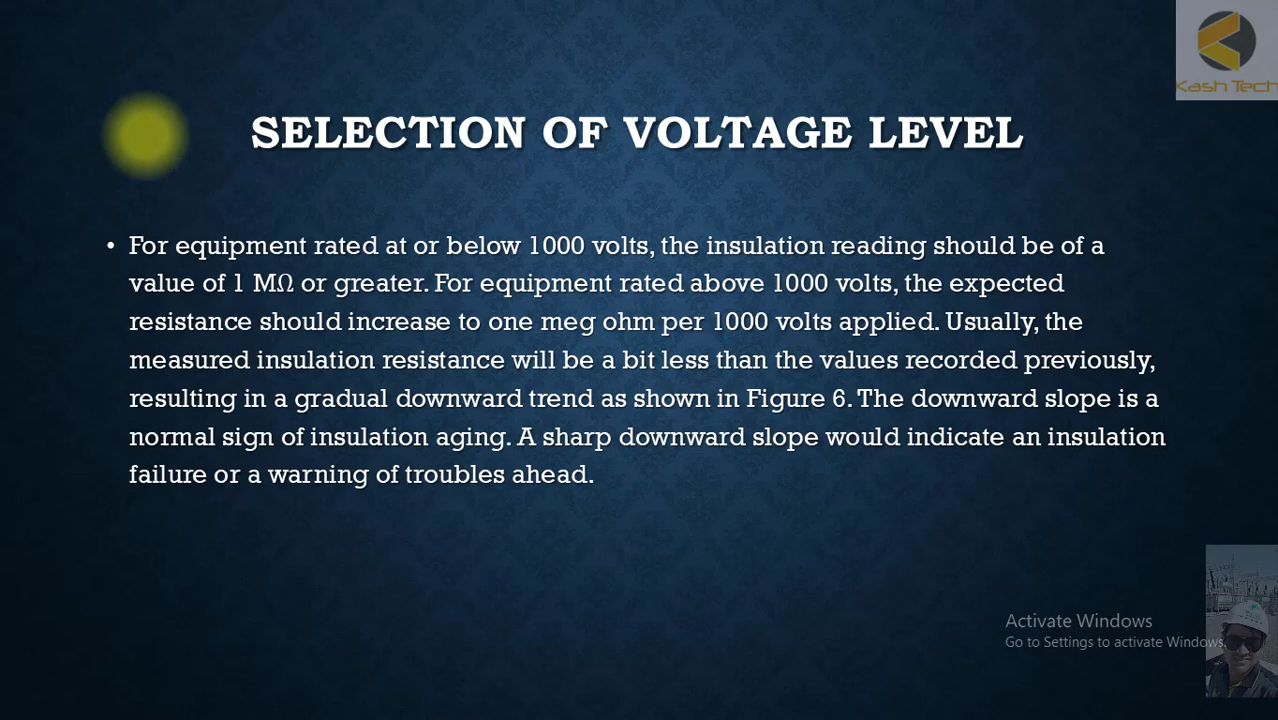 Kash Tech
SELECTION OF VOLTAGE LEVEL
• For equipment rated at or below 1000 volts, the insulation reading should be of a
value of 1 MΩ or greater. For equipment rated above 1000 volts, the expected
resistance should increase to one meg ohm per 1000 volts applied. Usually, the
measured insulation resistance will be a bit less than the values recorded previously,
resulting in a gradual downward trend as shown in Figure 6. The downward slope is a
normal sign of insulation aging. A sharp downward slope would indicate an insulation
failure or a warning of troubles ahead.
Activate Windows
Go to Settings to activate Windows.